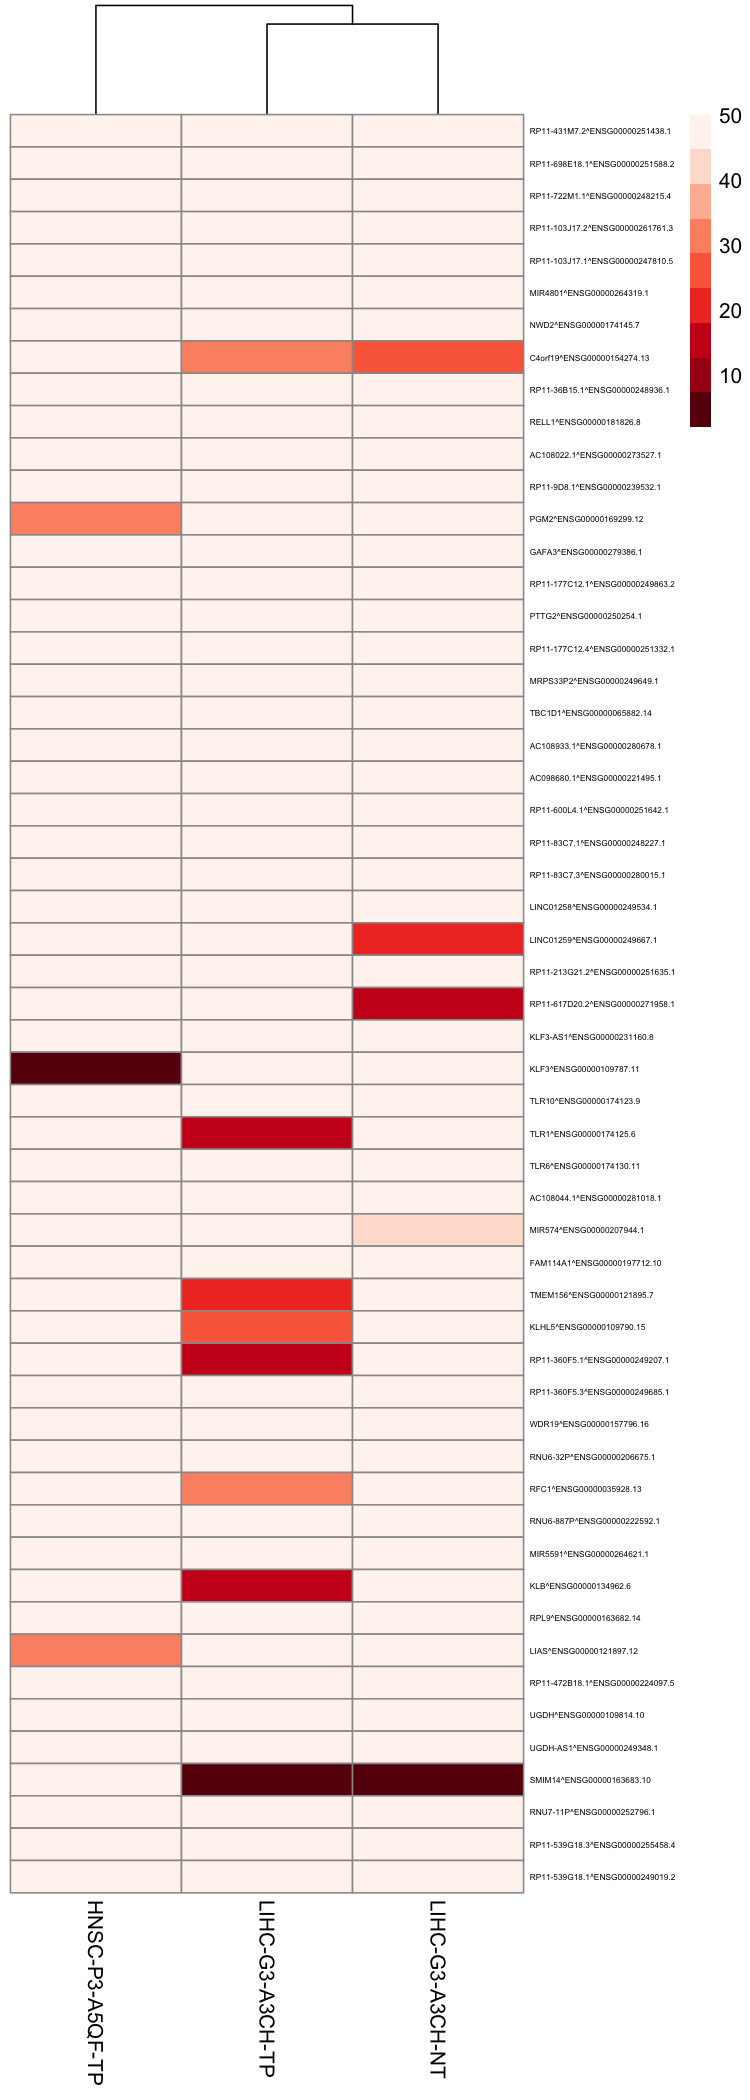 50
40
30
20
10
RP11-431M7.2^ENSG00000251438.1
RP11-698E18.1^ENSG00000251588.2
RP11-722M1.1^ENSG00000248215.4
RP11-103J17.2^ENSG00000261761.3
RP11-103J17.1^ENSG00000247810.5
MIR4801^ENSG00000264319.1
NWD2^ENSG00000174145.7
C4orf19^ENSG00000154274.13
RP11-36B15.1^ENSG00000248936.1
RELL1^ENSG00000181826.8
AC108022.1^ENSG00000273527.1
RP11-9D8.1^ENSG00000239532.1
PGM2^ENSG00000169299.12
GAFA3^ENSG00000279386.1
RP11-177C12.1^ENSG00000249863.2
PTTG2^ENSG00000250254.1
RP11-177C12.4^ENSG00000251332.1
MRPS33P2^ENSG00000249649.1
TBC1D1^ENSG00000065882.14
AC108933.1^ENSG00000280678.1
AC098680.1^ENSG00000221495.1
RP11-600L4.1^ENSG00000251642.1
RP11-83C7.1^ENSG00000248227.1
RP11-83C7.3^ENSG00000280015.1
LINC01258^ENSG00000249534.1
LINC01259^ENSG00000249667.1
RP11-213G21.2^ENSG00000251635.1
RP11-617D20.2^ENSG00000271958.1
KLF3-AS1^ENSG00000231160.8
KLF3^ENSG00000109787.11
TLR10^ENSG00000174123.9
TLR1^ENSG00000174125.6
TLR6^ENSG00000174130.11
AC108044.1^ENSG00000281018.1
MIR574^ENSG00000207944.1
FAM114A1^ENSG00000197712.10
TMEM156^ENSG00000121895.7
KLHL5^ENSG00000109790.15
RP11-360F5.1^ENSG00000249207.1
RP11-360F5.3^ENSG00000249685.1
WDR19^ENSG00000157796.16
RNU6-32P^ENSG00000206675.1
RFC1^ENSG00000035928.13
RNU6-887P^ENSG00000222592.1
MIR5591^ENSG00000264621.1
KLB^ENSG00000134962.6
RPL9^ENSG00000163682.14
LIAS^ENSG00000121897.12
RP11-472B18.1^ENSG00000224097.5
UGDH^ENSG00000109814.10
UGDH-AS1^ENSG00000249348.1
SMIM14^ENSG00000163683.10
RNU7-11P^ENSG00000252796.1
RP11-539G18.3^ENSG00000255458.4
RP11-539G18.1^ENSG00000249019.2
HNSC-P3-A5QF-TP
LIHC-G3-A3CH-TP
LIHC-G3-A3CH-NT